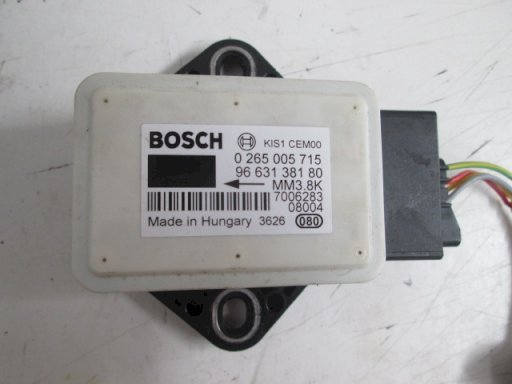 BOSCH KIS1 CEM00
0 265 005 715
96 631 381 80
MM3.8K
7006283
08004
Made in Hungary 3626 080